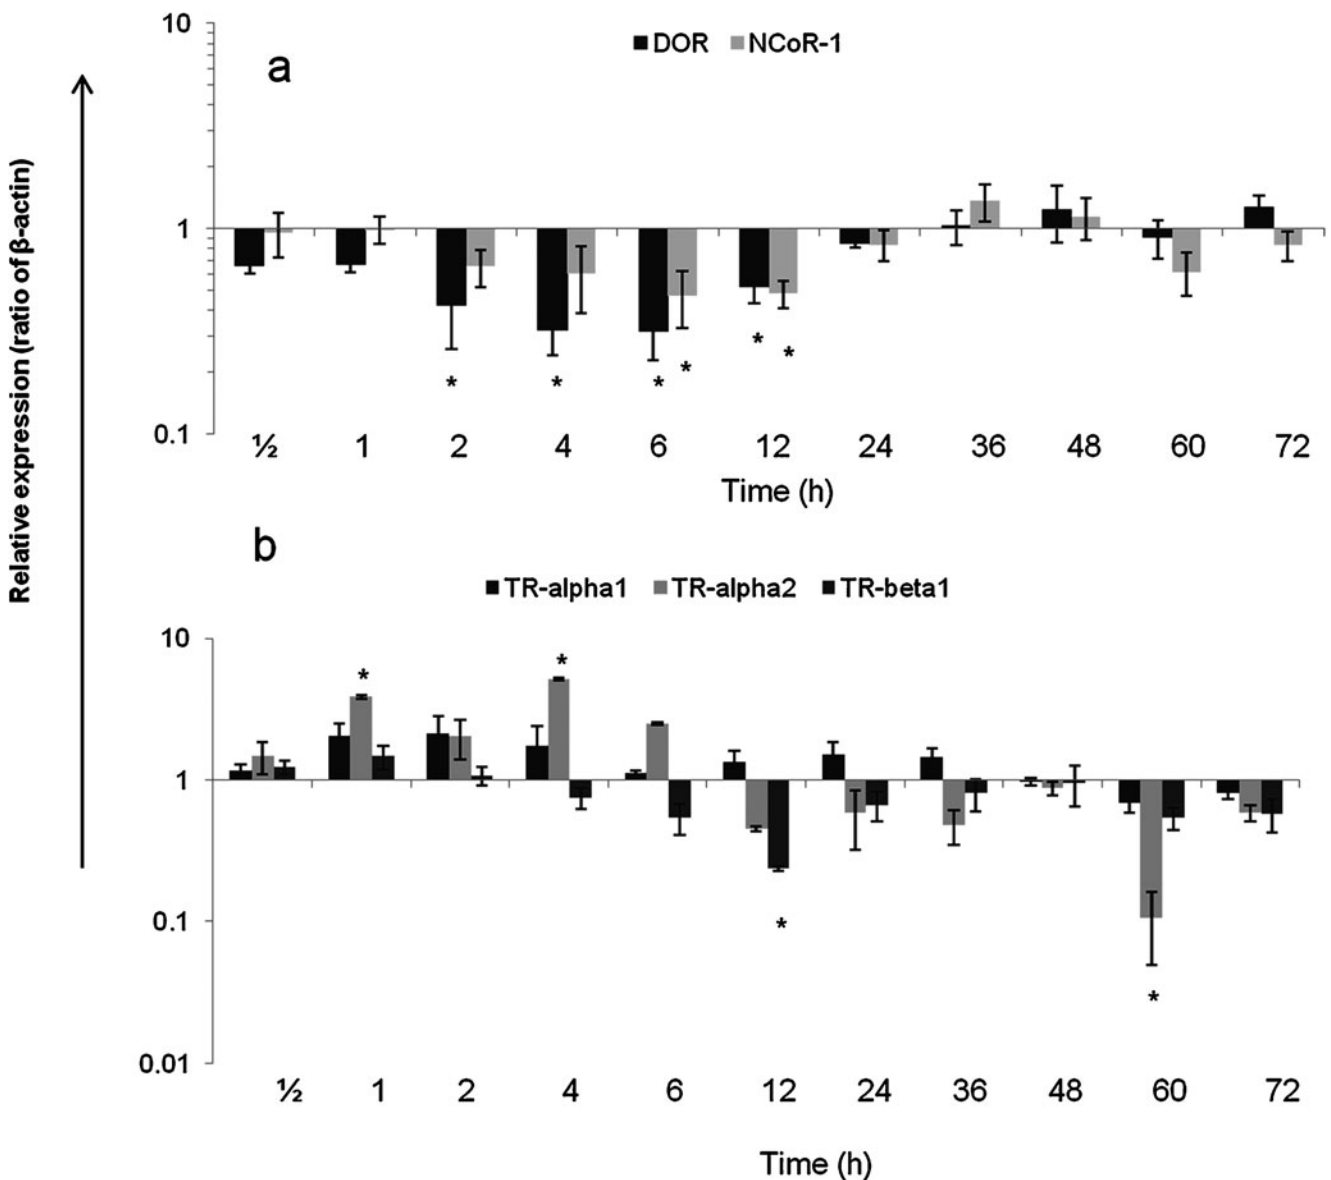 Relative expression (ratio of β-actin)
a
DOR NCoR-1
10
1
0.1
* * * * * *
½ 1 2 4 6 12 24 36 48 60 72
Time (h)
b
TR-alpha1 TR-alpha2 TR-beta1
10
1
0.1
0.01
* * * *
½ 1 2 4 6 12 24 36 48 60 72
Time (h)